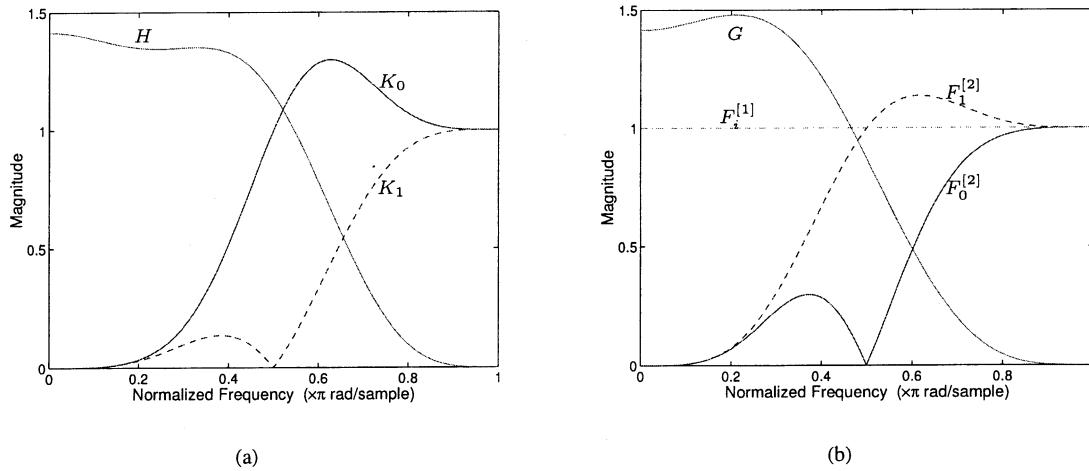 1.5
1
0.5
0
Magnitude
H
K₀
K₁
0
0.2
0.4
0.6
0.8
1
Normalized Frequency (×π rad/sample)
(a)
1.5
1
0.5
0
Magnitude
G
F₁^[2]
F_i^[1]
F₀^[2]
0
0.2
0.4
0.6
0.8
Normalized Frequency (×π rad/sample)
(b)